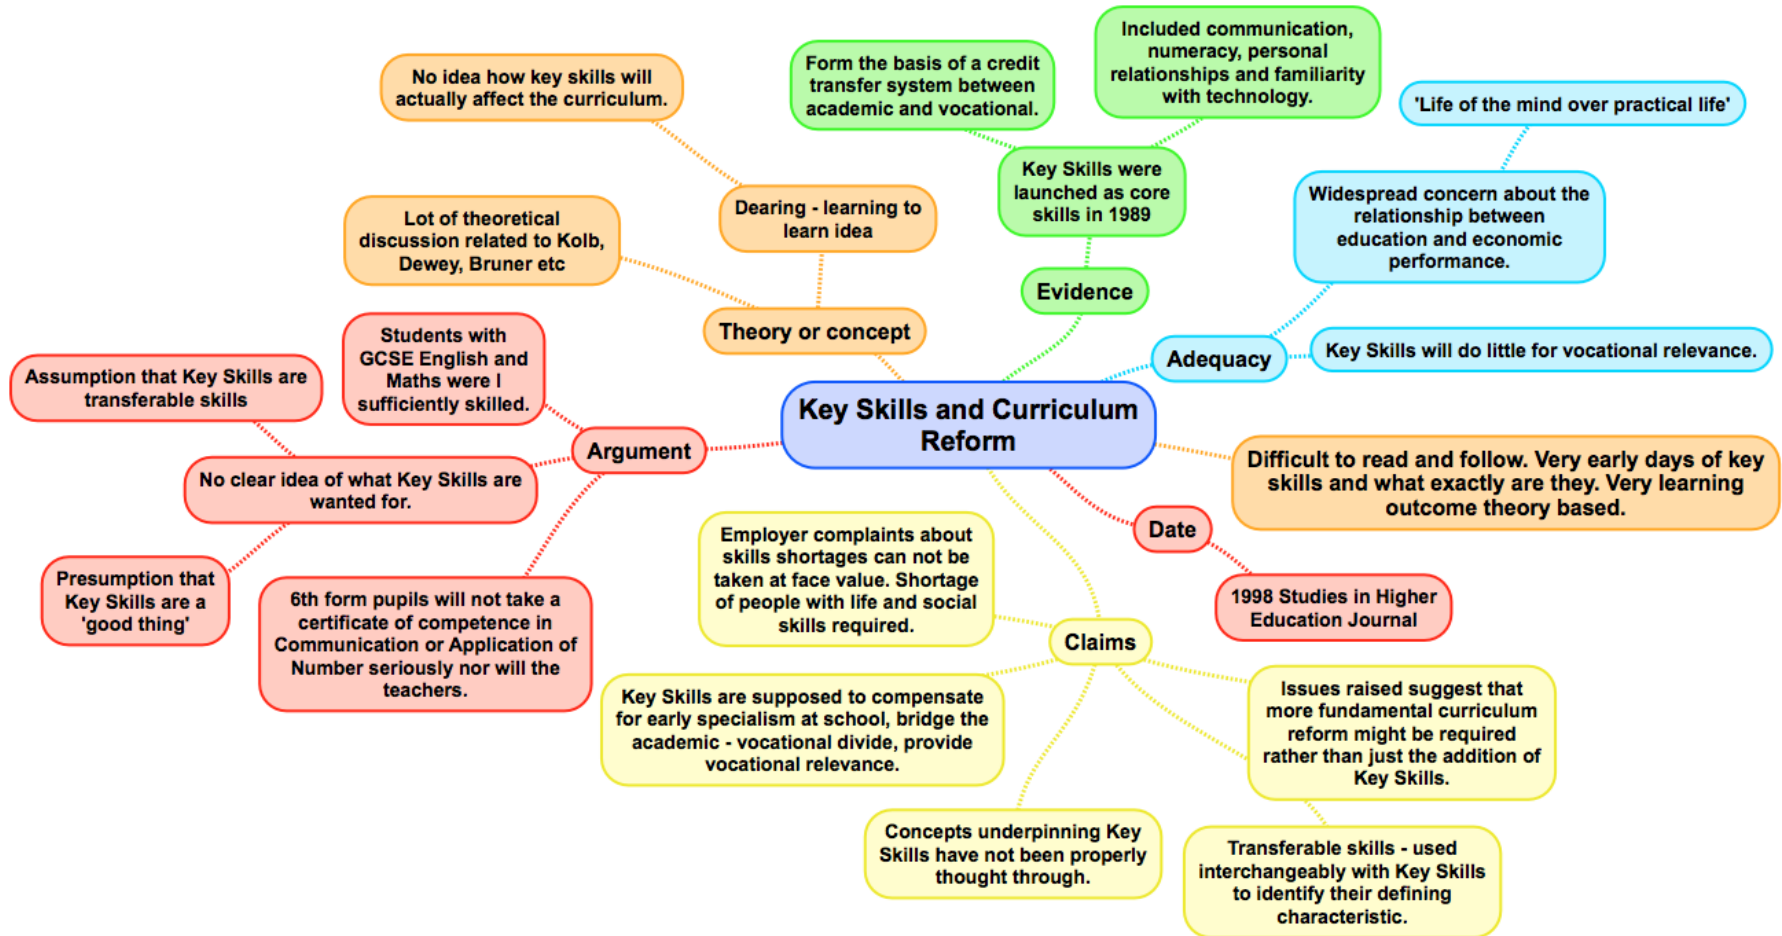 Key Skills and Curriculum
Reform
Theory or concept
Dearing - learning to
learn idea
No idea how key skills will
actually affect the curriculum.
Lot of theoretical
discussion related to Kolb,
Dewey, Bruner etc
Evidence
Key Skills were
launched as core
skills in 1989
Form the basis of a credit
transfer system between
academic and vocational.
Included communication,
numeracy, personal
relationships and familiarity
with technology.
Adequacy
Widespread concern about the
relationship between
education and economic
performance.
'Life of the mind over practical life'
Key Skills will do little for vocational relevance.
Difficult to read and follow. Very early days of key
skills and what exactly are they. Very learning
outcome theory based.
Date
1998 Studies in Higher
Education Journal
Claims
Employer complaints about
skills shortages can not be
taken at face value. Shortage
of people with life and social
skills required.
Key Skills are supposed to compensate
for early specialism at school, bridge the
academic - vocational divide, provide
vocational relevance.
Concepts underpinning Key
Skills have not been properly
thought through.
Transferable skills - used
interchangeably with Key Skills
to identify their defining
characteristic.
Issues raised suggest that
more fundamental curriculum
reform might be required
rather than just the addition of
Key Skills.
Argument
Students with
GCSE English and
Maths were l
sufficiently skilled.
No clear idea of what Key Skills are
wanted for.
Assumption that Key Skills are
transferable skills
Presumption that
Key Skills are a
'good thing'
6th form pupils will not take a
certificate of competence in
Communication or Application of
Number seriously nor will the
teachers.